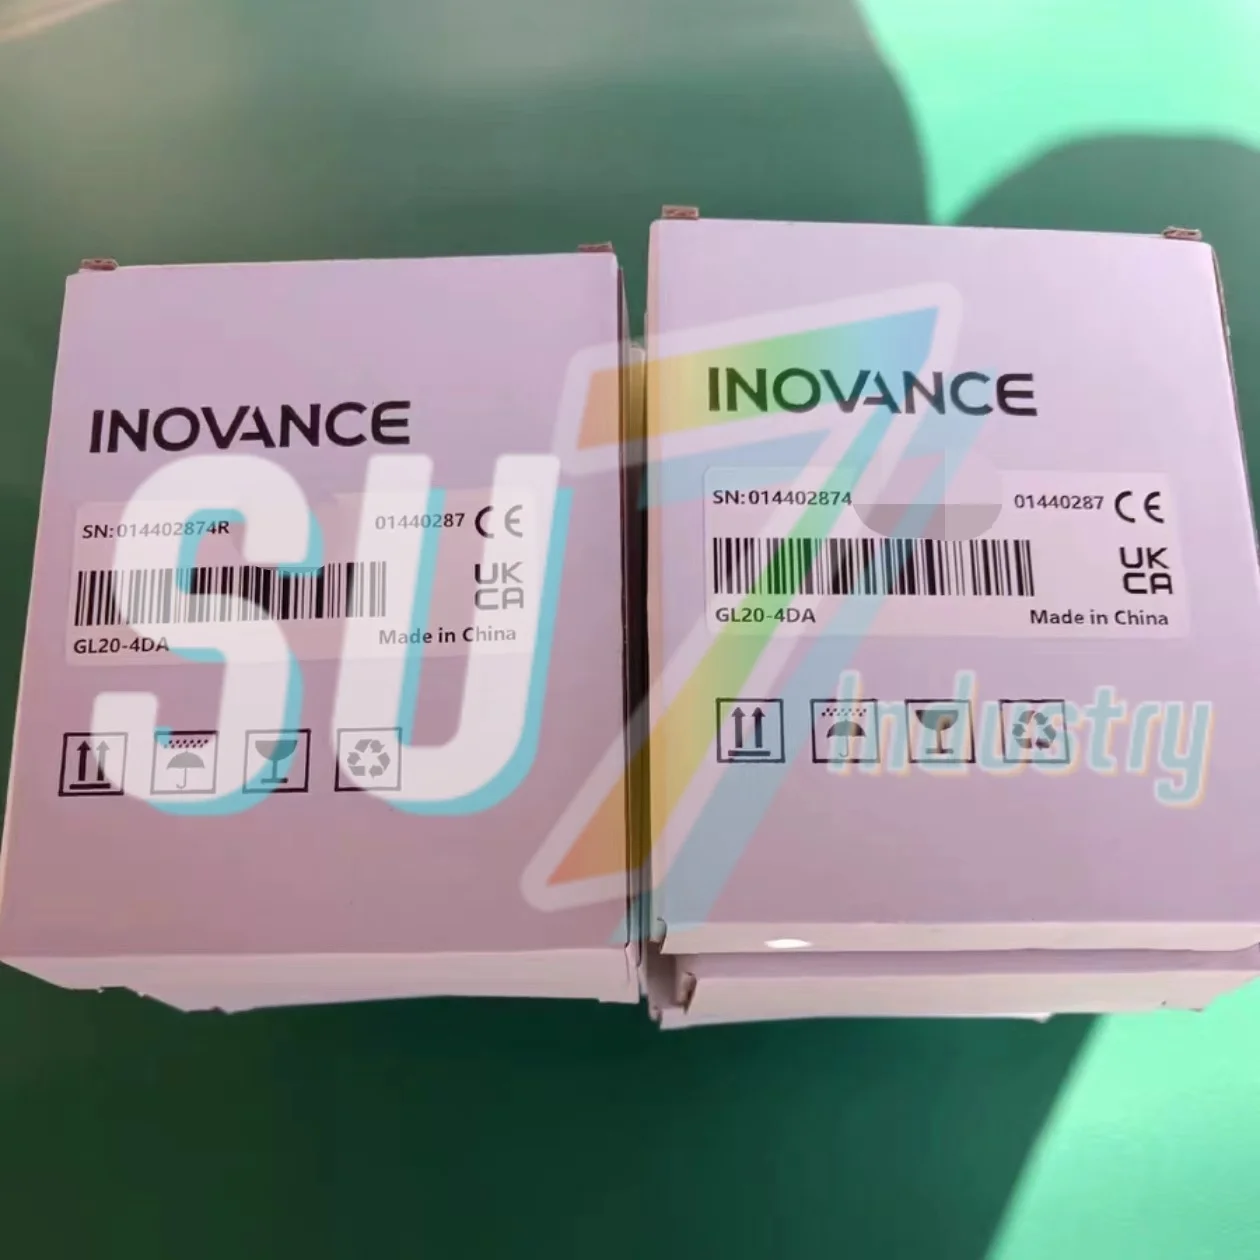 INOVANCE
SN:014402874R
01440287 CE
UK
CA
GL20-4DA
Made in China
INOVANCE
SN:014402874
01440287 CE
UK
CA
GL20-4DA
Made in China
SU7
Industry